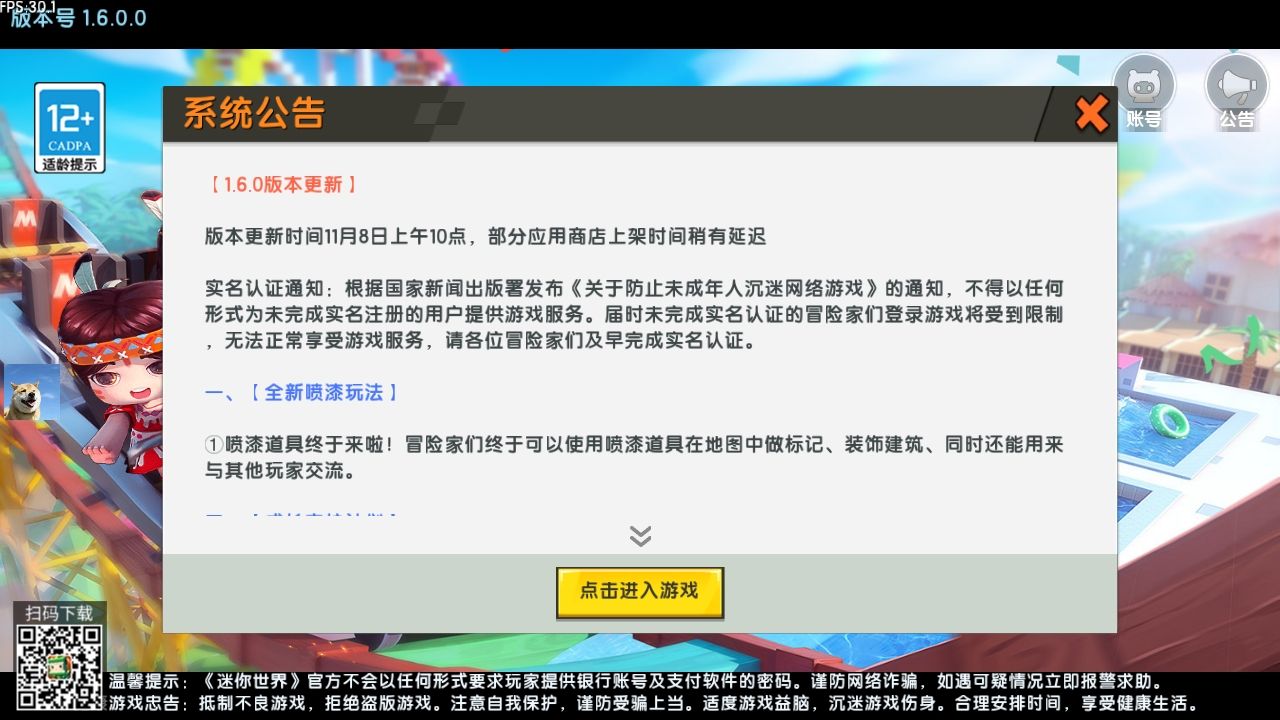 FPS:30.1
版本号 1.6.0.0
12+
CADPA
适龄提示
系统公告
账号
公告
【1.6.0版本更新】
版本更新时间11月8日上午10点，部分应用商店上架时间稍有延迟
实名认证通知：根据国家新闻出版署发布《关于防止未成年人沉迷网络游戏》的通知，不得以任何
形式为未完成实名注册的用户提供游戏服务。届时未完成实名认证的冒险家们登录游戏将受到限制
，无法正常享受游戏服务，请各位冒险家们及早完成实名认证。
一、【全新喷漆玩法】
①喷漆道具终于来啦！冒险家们终于可以使用喷漆道具在地图中做标记、装饰建筑、同时还能用来
与其他玩家交流。
点击进入游戏
扫码下载
温馨提示：《迷你世界》官方不会以任何形式要求玩家提供银行账号及支付软件的密码。谨防网络诈骗，如遇可疑情况立即报警求助。
游戏忠告：抵制不良游戏，拒绝盗版游戏。注意自我保护，谨防受骗上当。适度游戏益脑，沉迷游戏伤身。合理安排时间，享受健康生活。